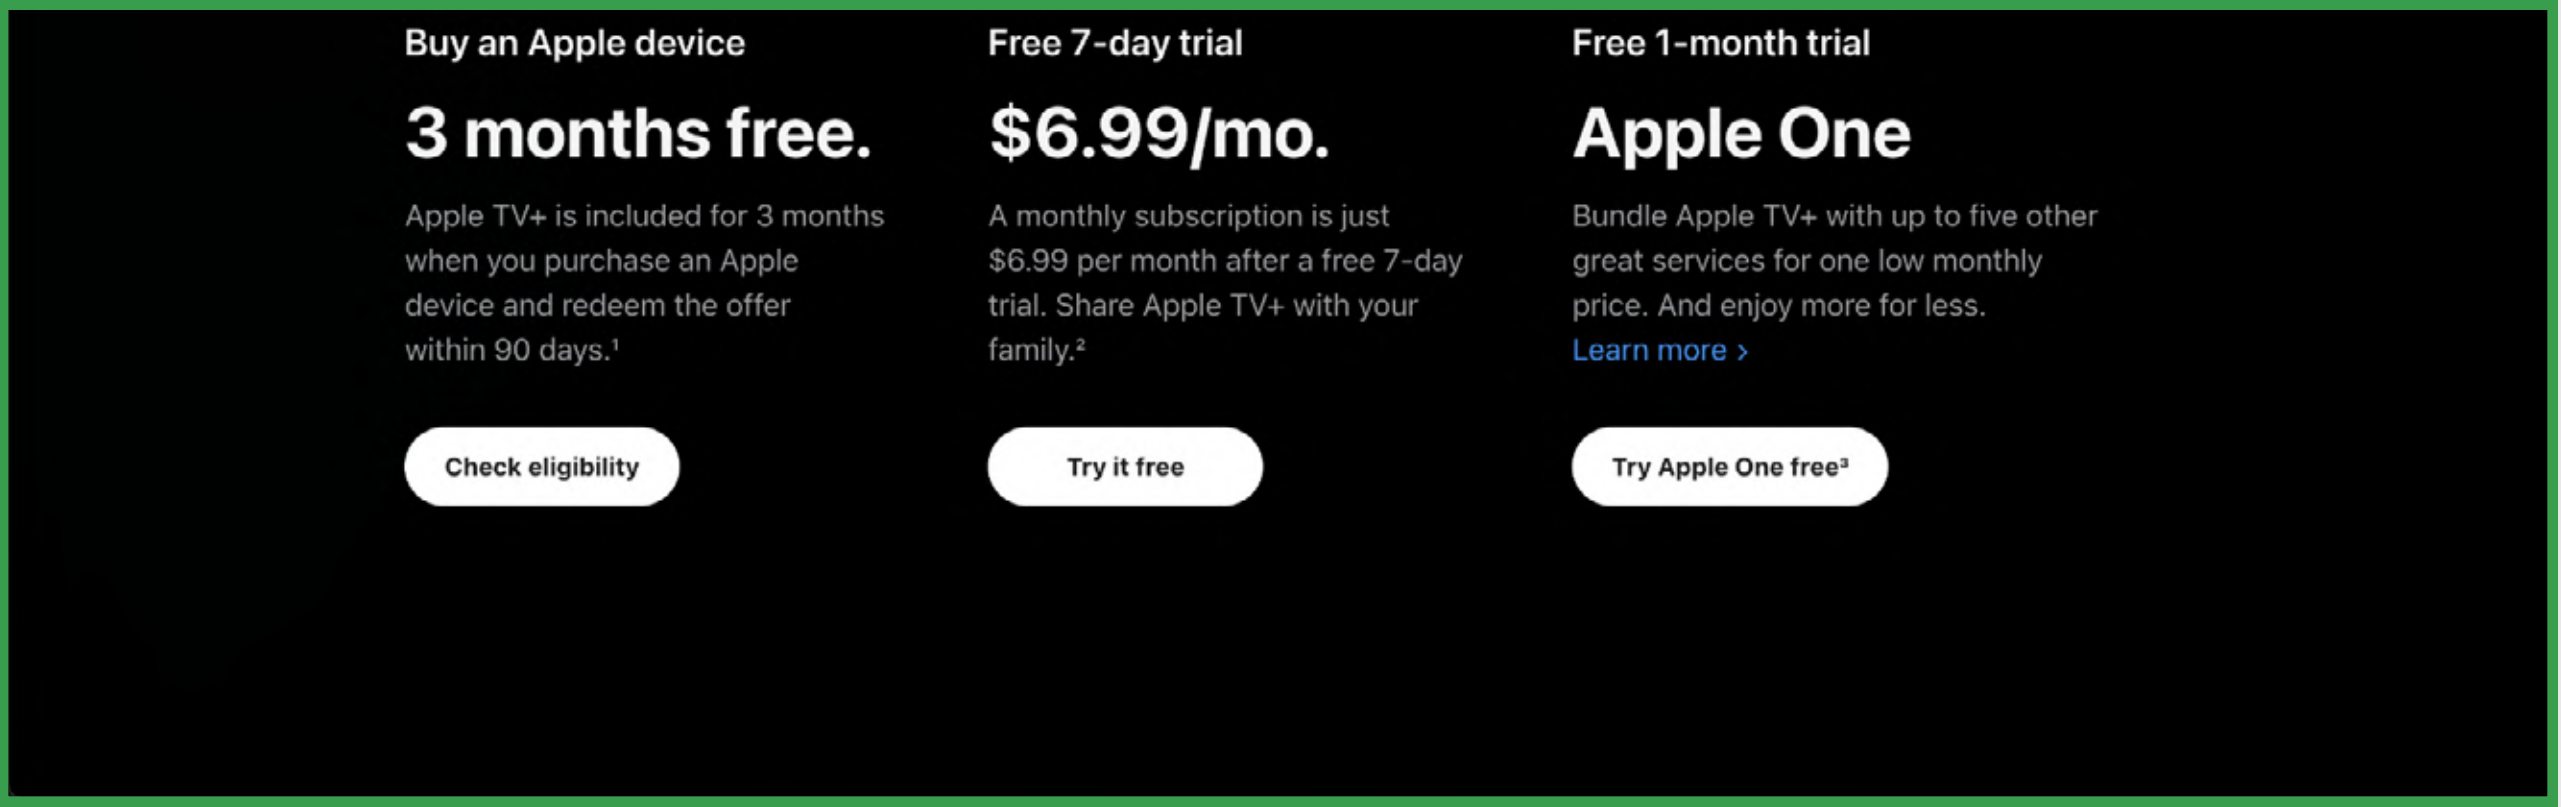 Buy an Apple device
3 months free.
Apple TV+ is included for 3 months
when you purchase an Apple
device and redeem the offer
within 90 days.¹
Check eligibility
Free 7-day trial
$6.99/mo.
A monthly subscription is just
$6.99 per month after a free 7-day
trial. Share Apple TV+ with your
family.²
Try it free
Free 1-month trial
Apple One
Bundle Apple TV+ with up to five other
great services for one low monthly
price. And enjoy more for less.
Learn more >
Try Apple One free³